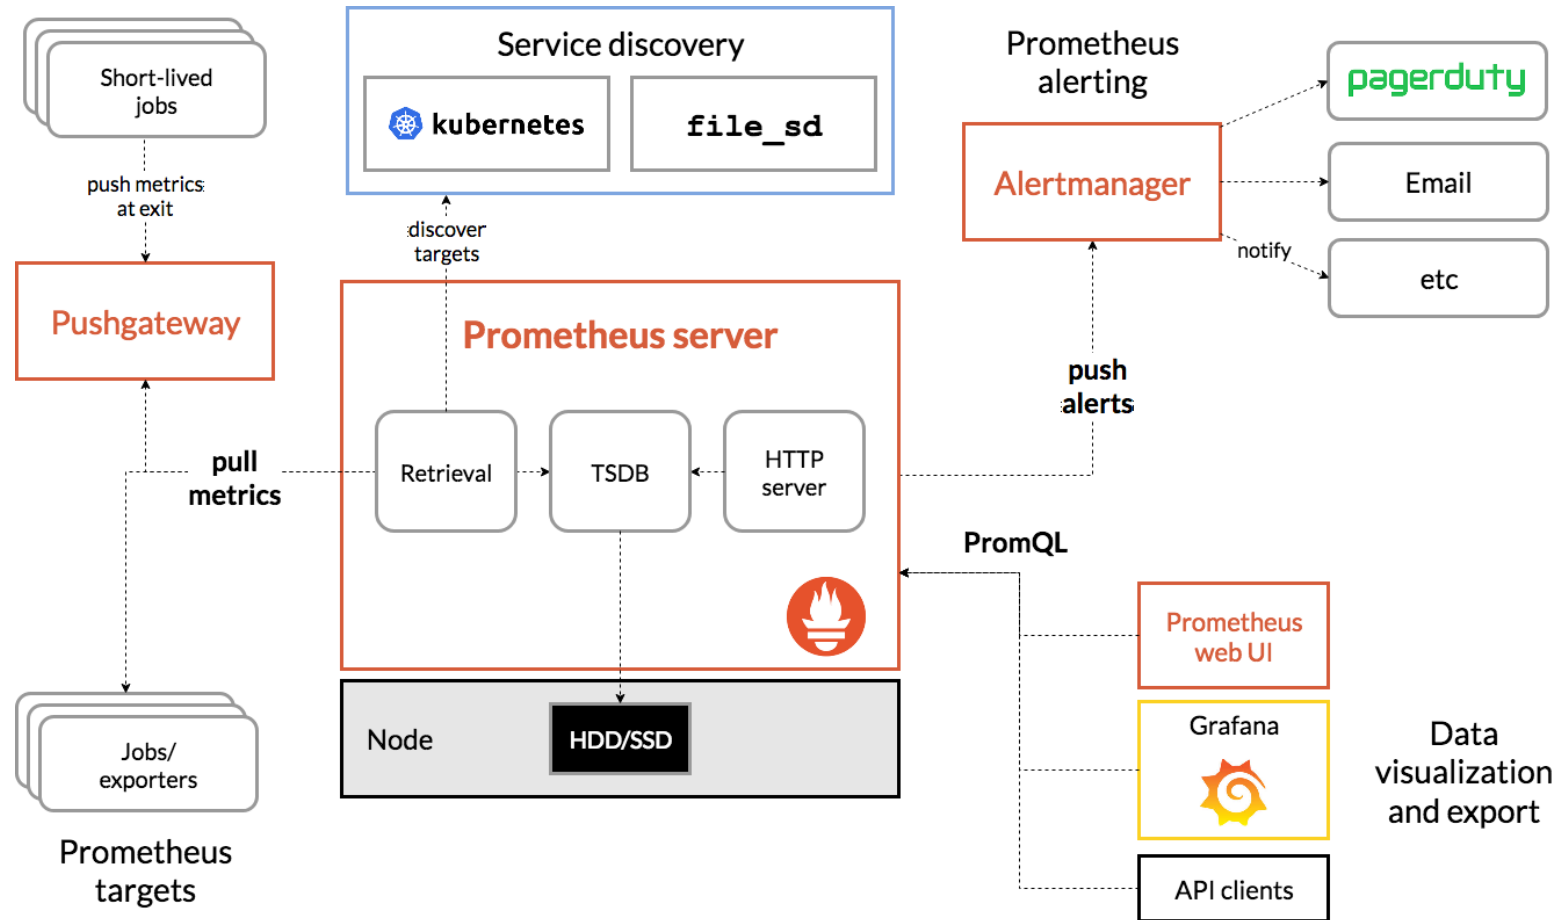 Short-lived
jobs
push metrics
at exit
Pushgateway
pull
metrics
Jobs/
exporters
Prometheus
targets
Service discovery
kubernetes
file_sd
discover
targets
Prometheus server
Retrieval
TSDB
HTTP
server
Node
HDD/SSD
Prometheus
alerting
Alertmanager
pagerduty
Email
etc
notify
push
alerts
PromQL
Prometheus
web UI
Grafana
API clients
Data
visualization
and export